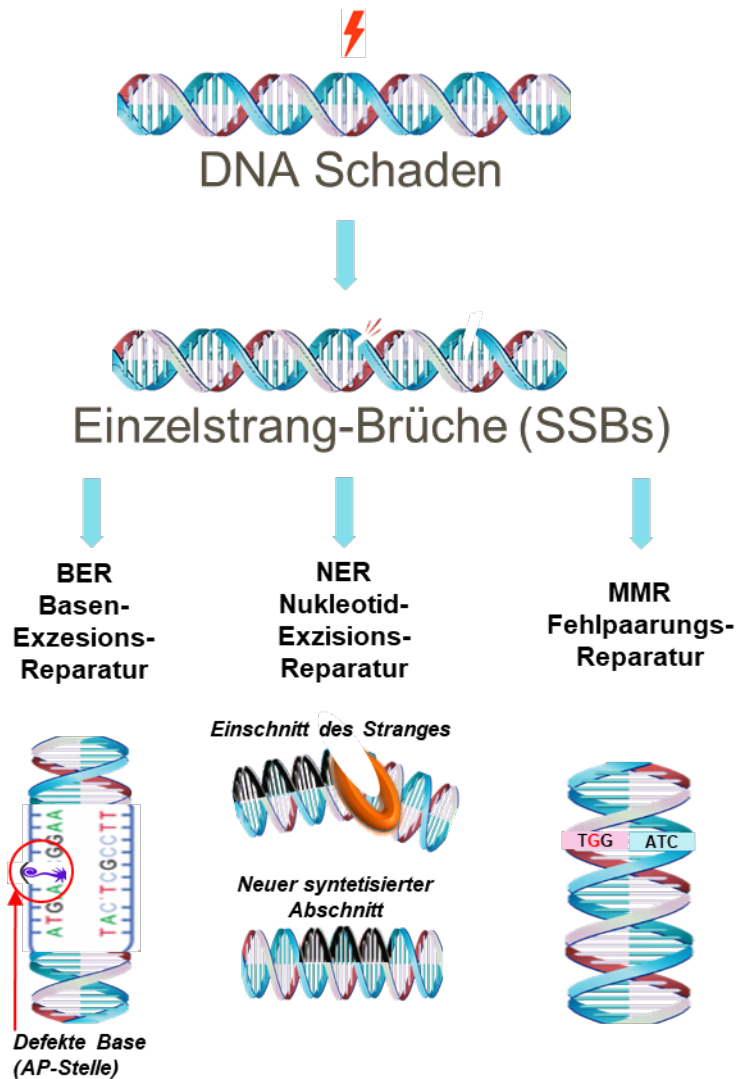 DNA Schaden
Einzelstrang-Brüche (SSBs)
BER
Basen-
Exzesions-
Reparatur
NER
Nukleotid-
Exzisions-
Reparatur
MMR
Fehlpaarungs-
Reparatur
Einschnitt des Stranges
Neuer syntetisierter
Abschnitt
TGG ATC
Defekte Base
(AP-Stelle)